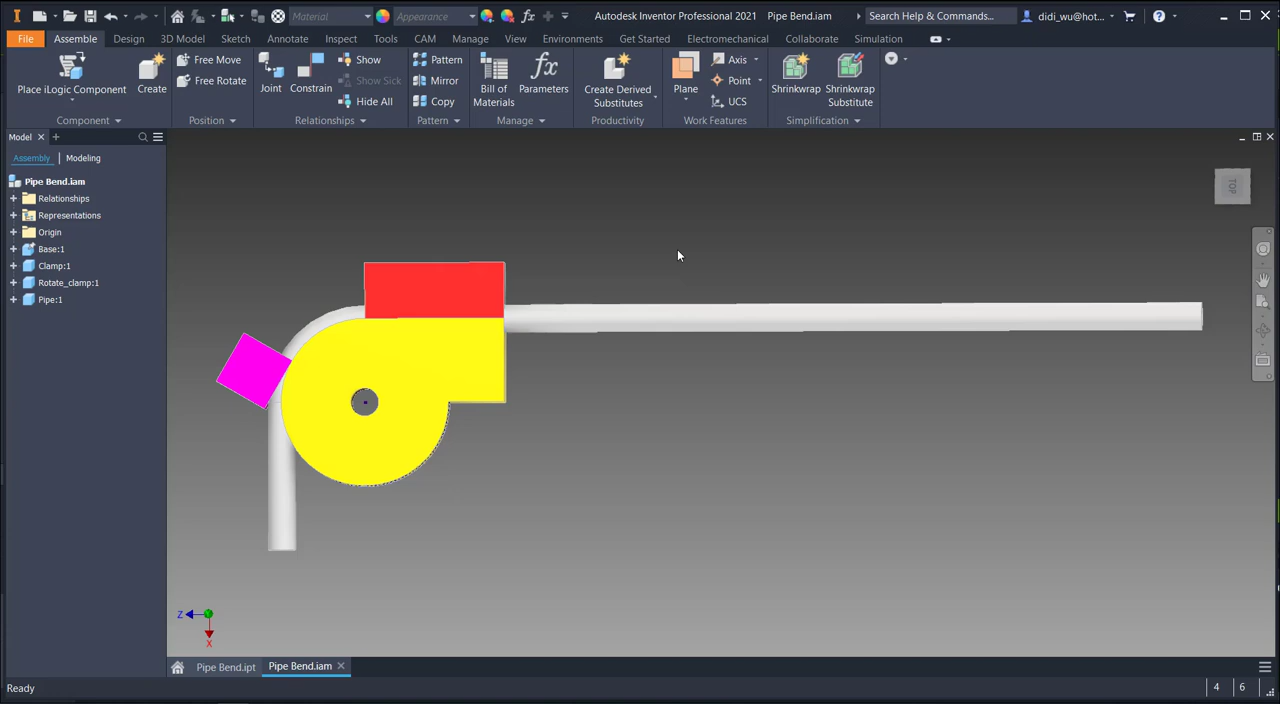 Material
Appearance
Autodesk Inventor Professional 2021 Pipe Bend.iam
Search Help & Commands...
didi_wu@hot...
File Assemble Design 3D Model Sketch Annotate Inspect Tools CAM Manage View Environments Get Started Electromechanical Collaborate Simulation
Place iLogic Component
Create
Component
Free Move
Free Rotate
Position
Joint
Constrain
Show
Show Sick
Hide All
Relationships
Pattern
Mirror
Copy
Pattern
Bill of
Materials
Parameters
Manage
Create Derived
Substitutes
Productivity
Plane
Axis
Point
UCS
Work Features
Shrinkwrap
Shrinkwrap
Substitute
Simplification
Model
Assembly Modeling
Pipe Bend.iam
Relationships
Representations
Origin
Base:1
Clamp:1
Rotate_clamp:1
Pipe:1
TOP
Z
X
Pipe Bend.ipt Pipe Bend.iam
Ready
4 6